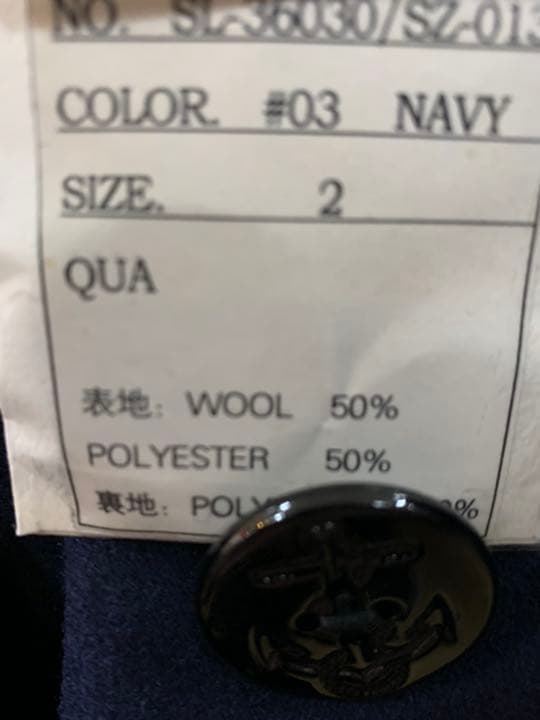 NO. SL-36030/SZ-013
COLOR. #03 NAVY
SIZE. 2
QUA
表地: WOOL 50%
POLYESTER 50%
裏地: